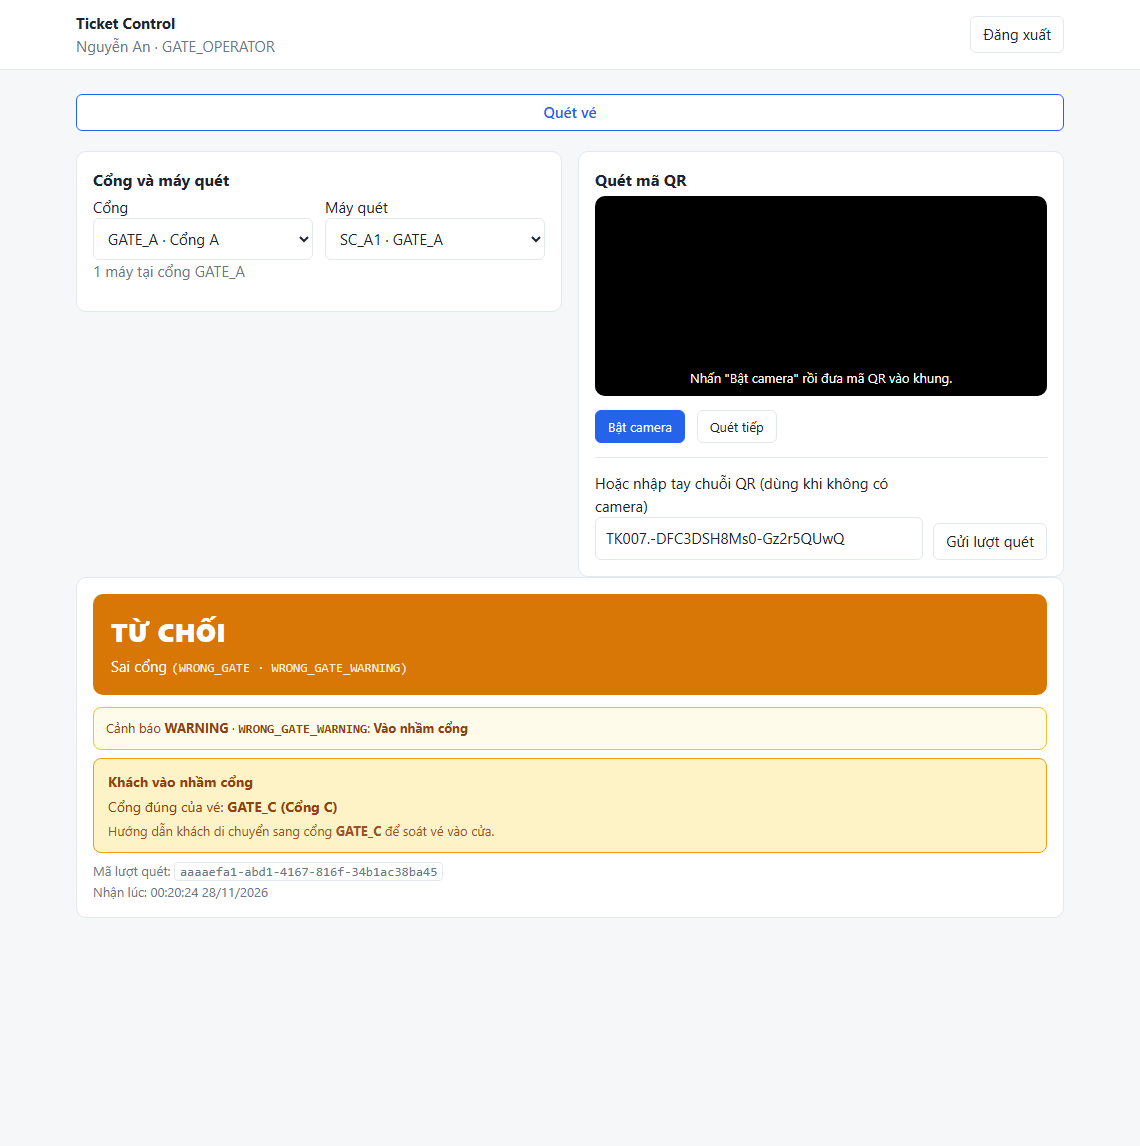 Ticket Control
Nguyễn An · GATE_OPERATOR
Đăng xuất
Quét vé
Cổng và máy quét
Cổng
Máy quét
GATE_A · Cổng A
SC_A1 · GATE_A
1 máy tại cổng GATE_A
Quét mã QR
Nhấn "Bật camera" rồi đưa mã QR vào khung.
Bật camera
Quét tiếp
Hoặc nhập tay chuỗi QR (dùng khi không có
camera)
TK007.-DFC3DSH8Ms0-Gz2r5QUwQ
Gửi lượt quét
TỪ CHỐI
Sai cổng (WRONG_GATE · WRONG_GATE_WARNING)
Cảnh báo WARNING · WRONG_GATE_WARNING: Vào nhầm cổng
Khách vào nhầm cổng
Cổng đúng của vé: GATE_C (Cổng C)
Hướng dẫn khách di chuyển sang cổng GATE_C để soát vé vào cửa.
Mã lượt quét: aaaaefa1-abd1-4167-816f-34b1ac38ba45
Nhận lúc: 00:20:24 28/11/2026